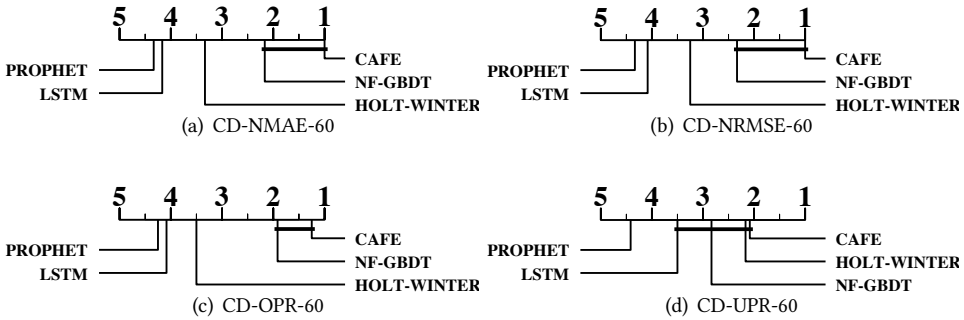 5 4 3 2 1
CAFE
PROPHET
NF-GBDT
LSTM
HOLT-WINTER
(a) CD-NMAE-60
5 4 3 2 1
CAFE
PROPHET
NF-GBDT
LSTM
HOLT-WINTER
(b) CD-NRMSE-60
5 4 3 2 1
CAFE
PROPHET
NF-GBDT
LSTM
HOLT-WINTER
(c) CD-OPR-60
5 4 3 2 1
CAFE
PROPHET
HOLT-WINTER
LSTM
NF-GBDT
(d) CD-UPR-60